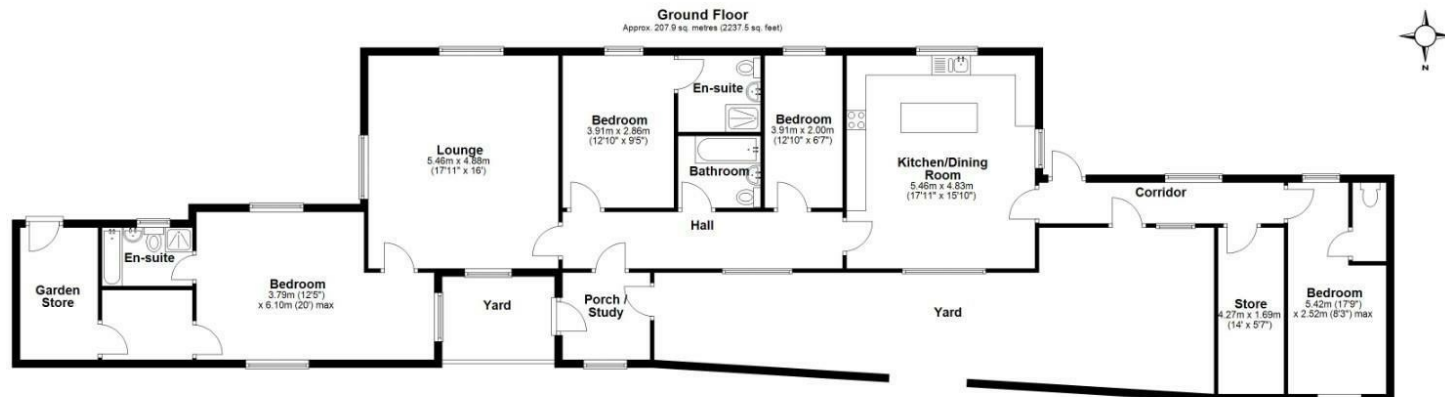 Ground Floor
Approx. 207.9 sq. metres (2237.5 sq. feet)
N
Lounge
5.46m x 4.88m
(17'11" x 16')
Bedroom
3.91m x 2.86m
(12'10" x 9'5")
En-suite
Bathroom
Bedroom
3.91m x 2.00m
(12'10" x 6'7")
Kitchen/Dining
Room
5.46m x 4.83m
(17'11" x 15'10")
Corridor
Hall
En-suite
Garden
Store
Bedroom
3.79m (12'5")
x 6.10m (20') max
Yard
Porch /
Study
Yard
Store
4.27m x 1.69m
(14' x 5'7")
Bedroom
5.42m (17'9")
x 2.52m (8'3") max